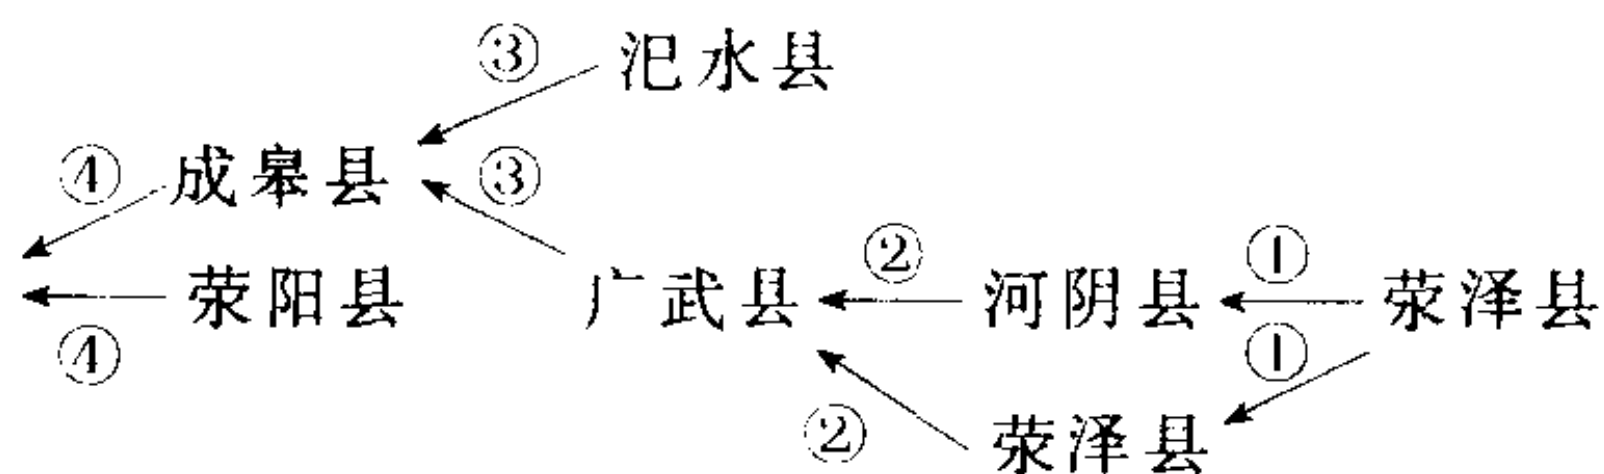 ③ 汜水县
④ 成皋县 ③
荥阳县 广武县 ② 河阴县 ① 荥泽县
④ ② 荥泽县 ①